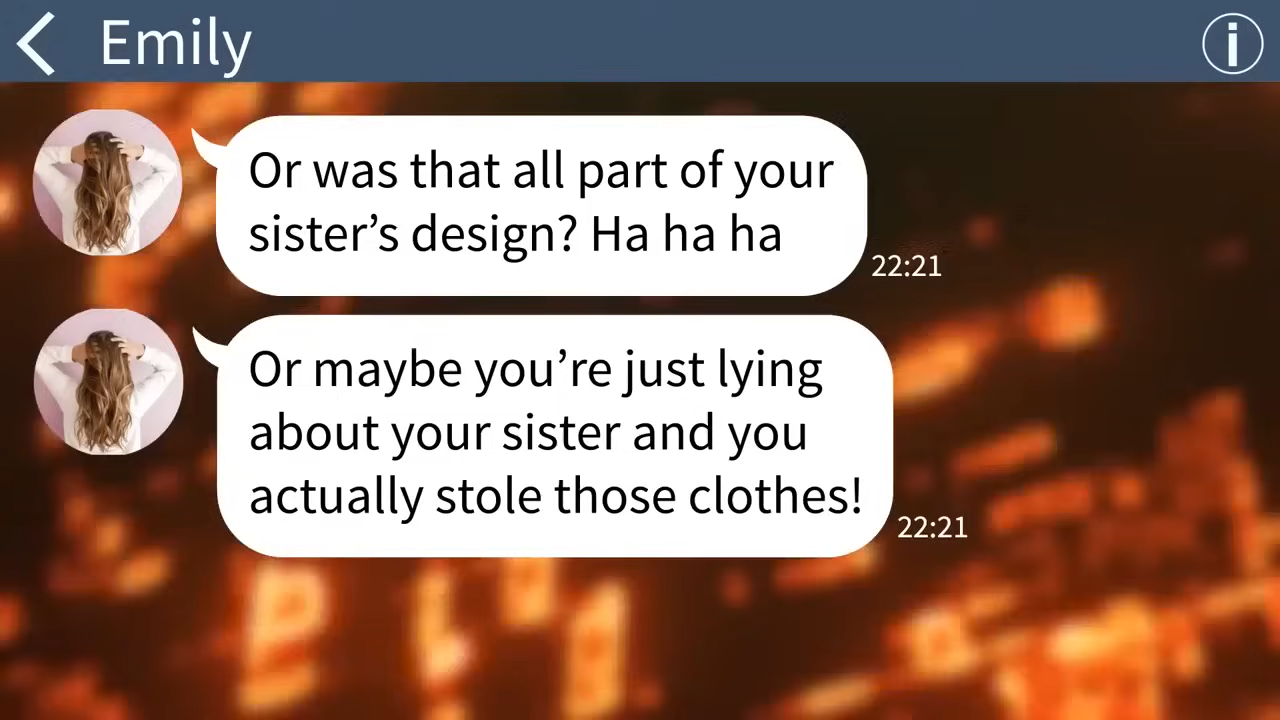 Emily
Or was that all part of your
sister’s design? Ha ha ha
22:21
Or maybe you’re just lying
about your sister and you
actually stole those clothes!
22:21